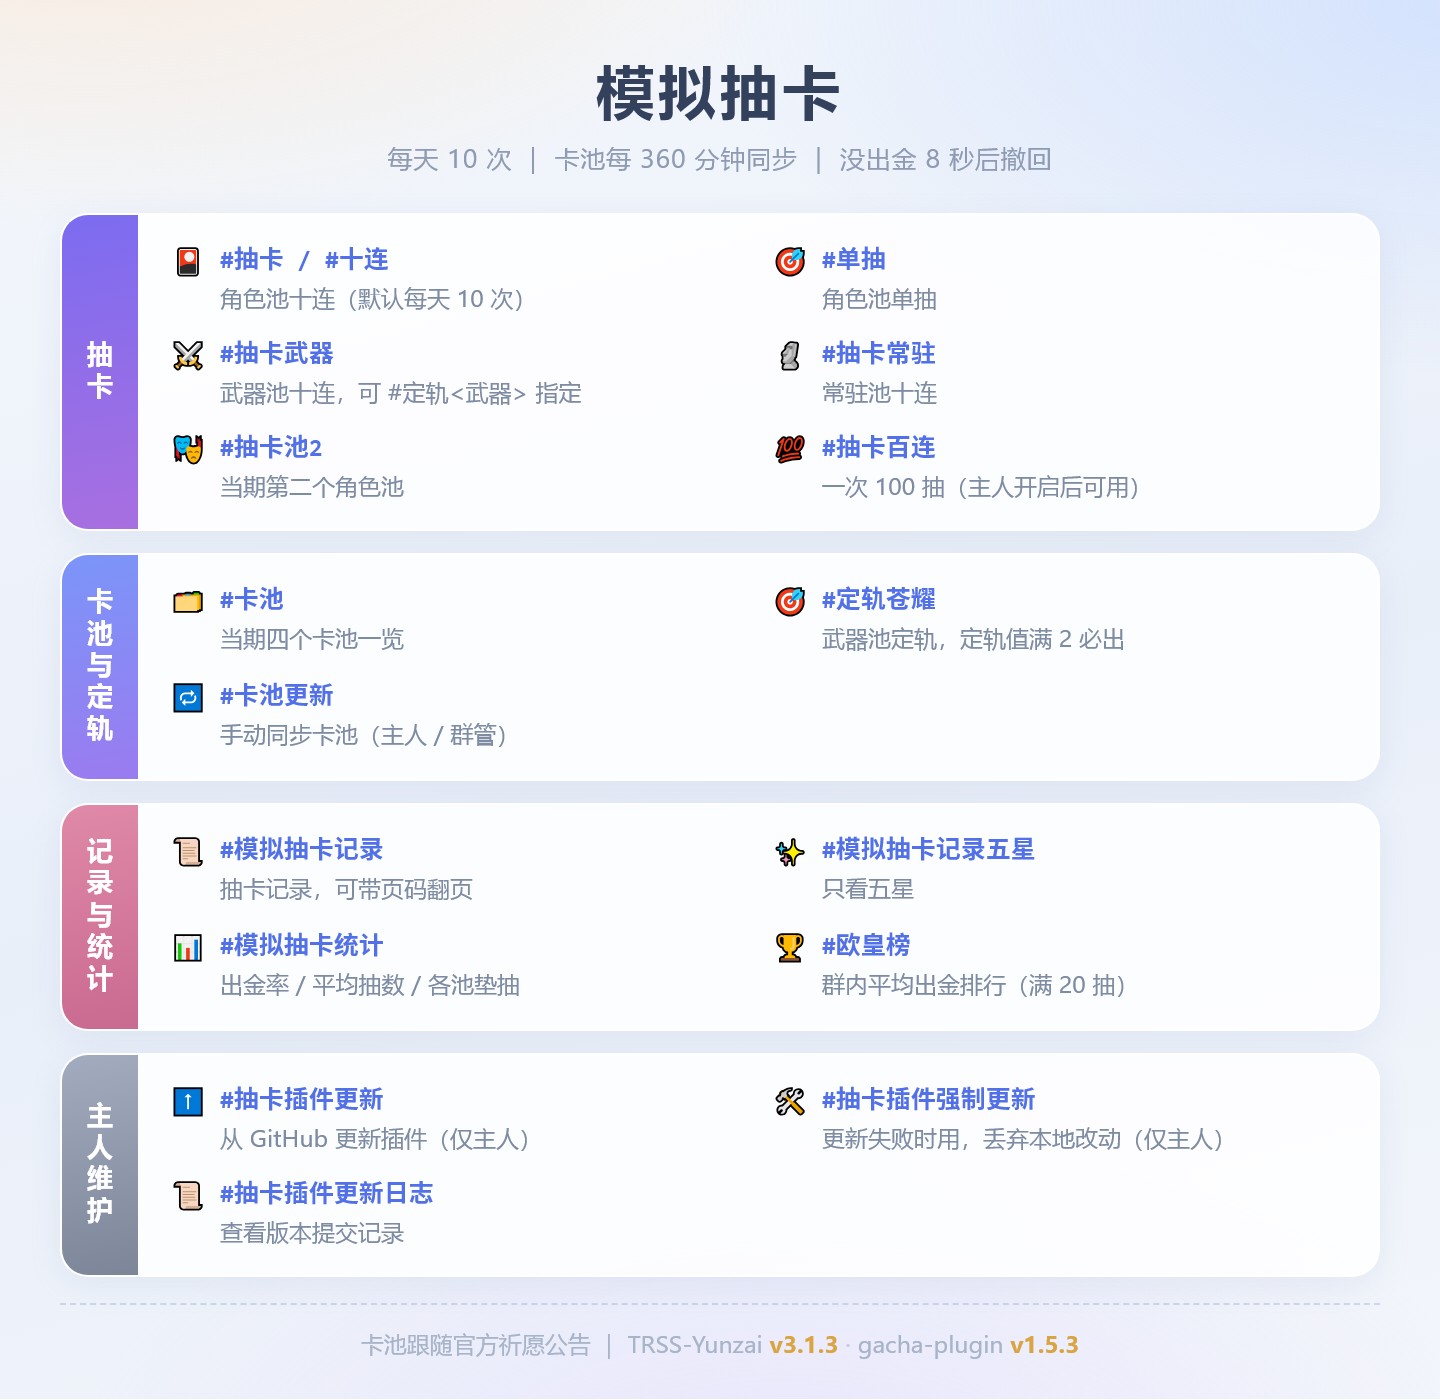 模拟抽卡
每天 10 次 | 卡池每 360 分钟同步 | 没出金 8 秒后撤回
抽卡
#抽卡 / #十连
角色池十连（默认每天 10 次）
#单抽
角色池单抽
#抽卡武器
武器池十连，可 #定轨<武器> 指定
#抽卡常驻
常驻池十连
#抽卡池2
当期第二个角色池
100
#抽卡百连
一次 100 抽（主人开启后可用）
卡池与定轨
#卡池
当期四个卡池一览
#定轨苍耀
武器池定轨，定轨值满 2 必出
#卡池更新
手动同步卡池（主人 / 群管）
记录与统计
#模拟抽卡记录
抽卡记录，可带页码翻页
#模拟抽卡记录五星
只看五星
#模拟抽卡统计
出金率 / 平均抽数 / 各池垫抽
#欧皇榜
群内平均出金排行（满 20 抽）
主人维护
#抽卡插件更新
从 GitHub 更新插件（仅主人）
#抽卡插件强制更新
更新失败时用，丢弃本地改动（仅主人）
#抽卡插件更新日志
查看版本提交记录
卡池跟随官方祈愿公告 | TRSS-Yunzai v3.1.3 · gacha-plugin v1.5.3